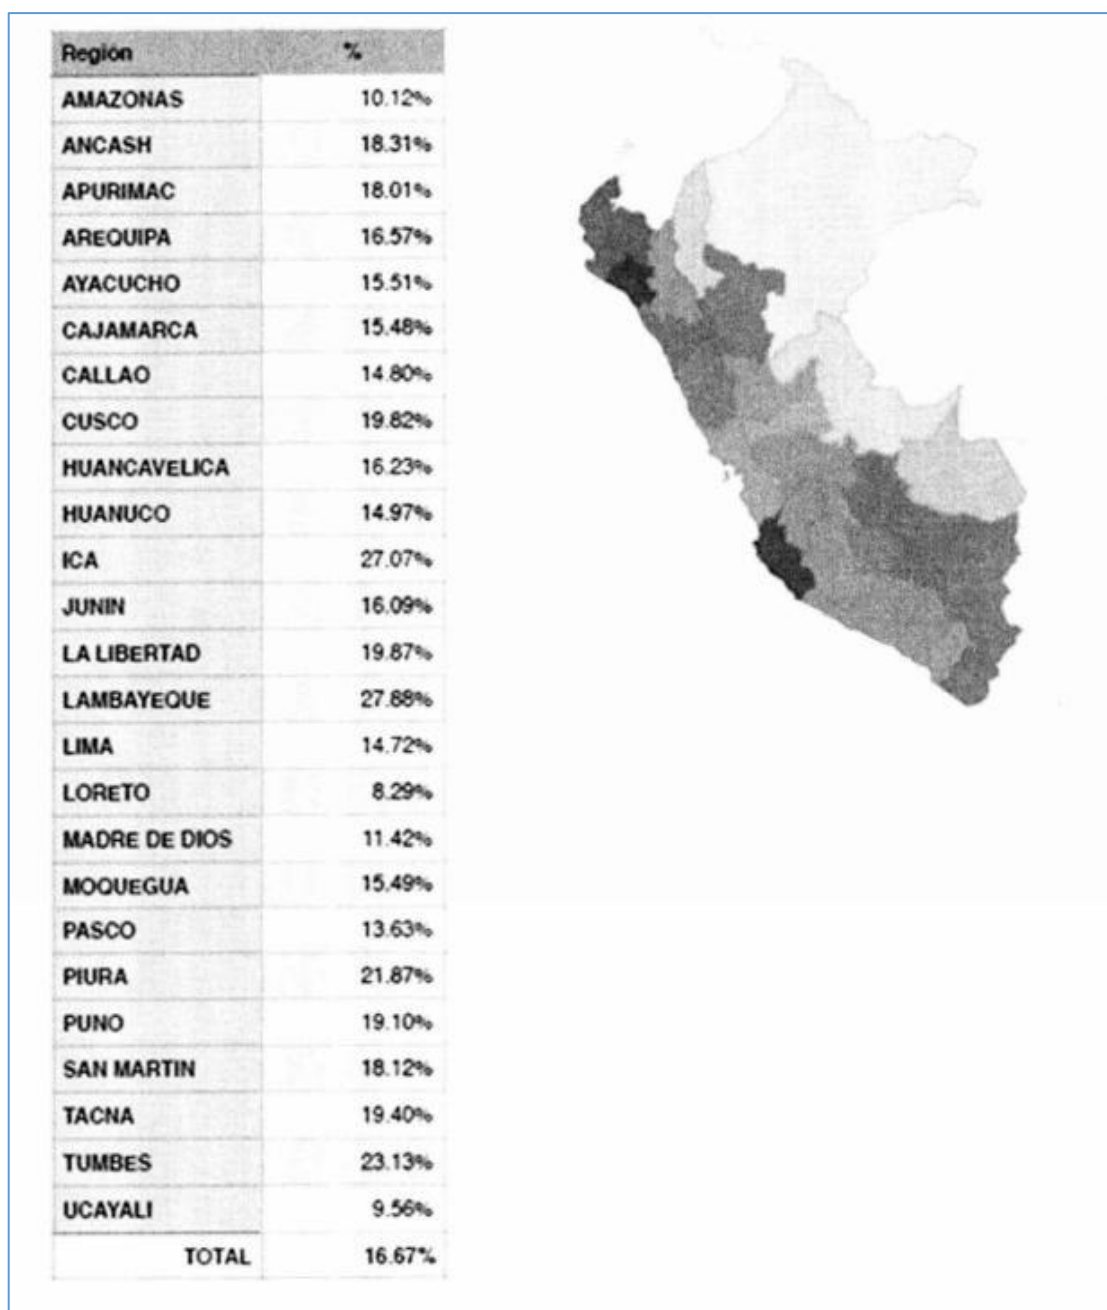 Región %
AMAZONAS 10.12%
ANCASH 18.31%
APURIMAC 18.01%
AREQUIPA 16.57%
AYACUCHO 15.51%
CAJAMARCA 15.48%
CALLAO 14.80%
CUSCO 19.82%
HUANCAVELICA 16.23%
HUANUCO 14.97%
ICA 27.07%
JUNIN 16.09%
LA LIBERTAD 19.87%
LAMBAYEQUE 27.88%
LIMA 14.72%
LORETO 8.29%
MADRE DE DIOS 11.42%
MOQUEGUA 15.49%
PASCO 13.63%
PIURA 21.87%
PUNO 19.10%
SAN MARTIN 18.12%
TACNA 19.40%
TUMBES 23.13%
UCAYALI 9.56%
TOTAL 16.67%